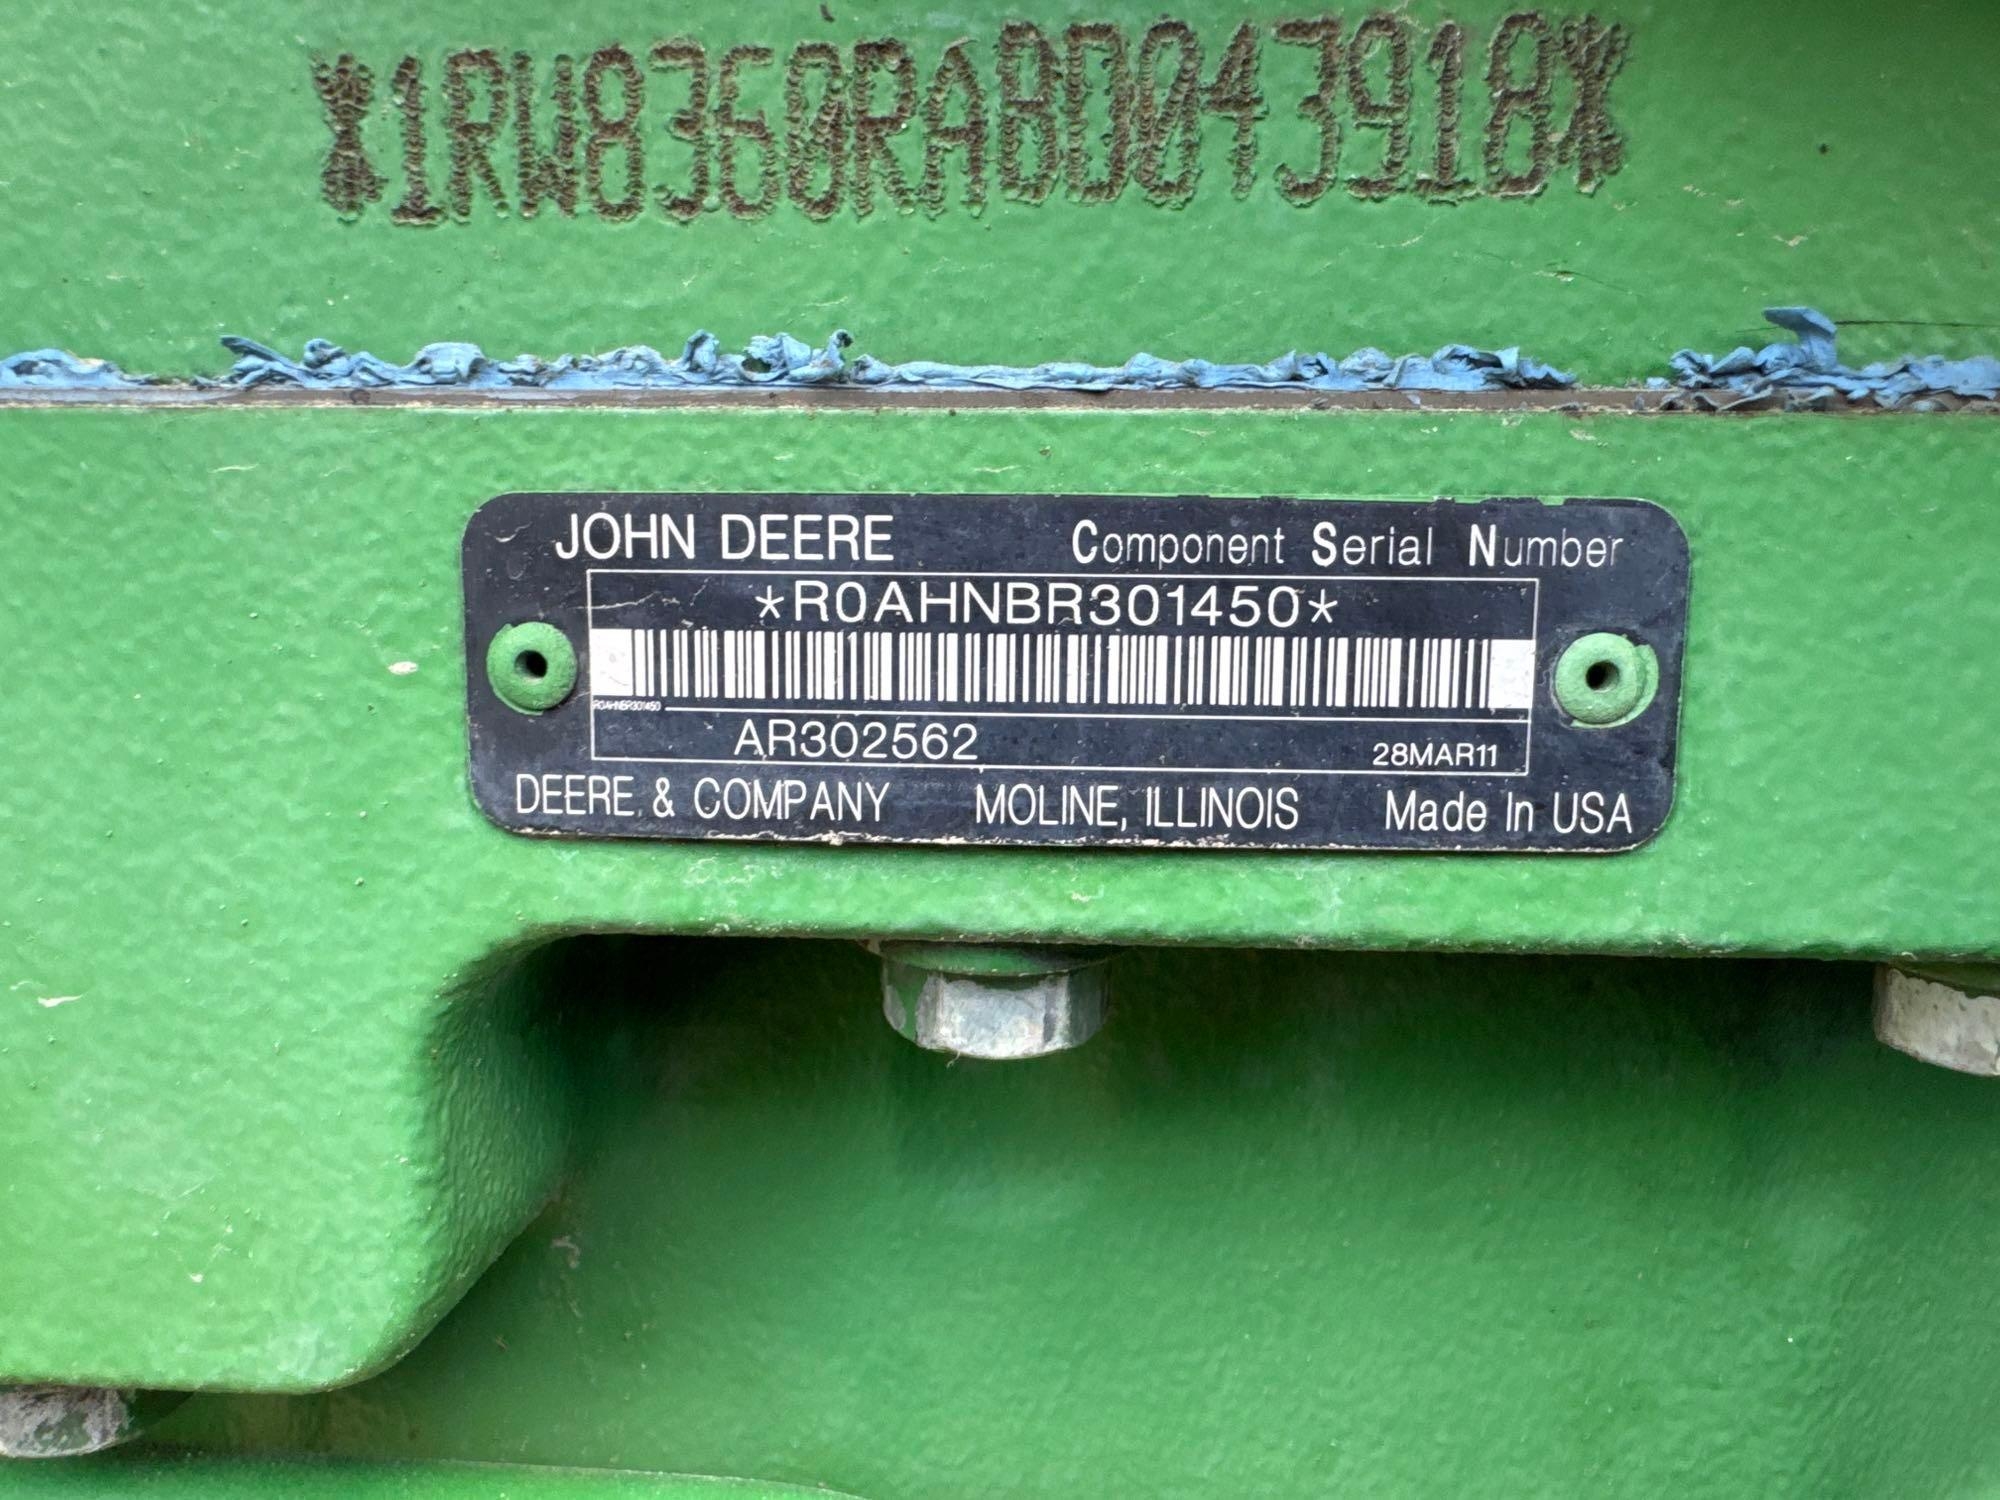 *1RW8360RABD043918*
JOHN DEERE Component Serial Number
*R0AHNBR301450*
R0AHNBR301450
AR302562 28MAR11
DEERE & COMPANY MOLINE, ILLINOIS Made In USA